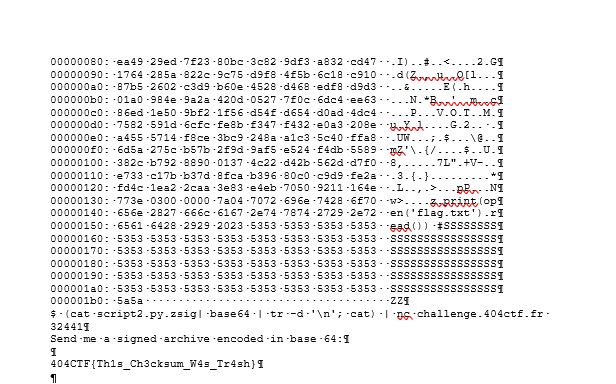 00000080:·ea49·29ed·7f23·80bc·3c82·9df3·a832·cd47··.I)..#..<....2.G¶
00000090:·1764·285a·822c·9c75·d9f8·4f5b·6c18·c910··.d(Z.,.u..O[l...¶
000000a0:·87b5·2602·c3d9·b60e·4528·d468·edf8·d9d3··..&.....E(.h....¶
000000b0:·01a0·984e·9a2a·420d·0527·7f0c·6dc4·ee63··...N.*B..'..m..c¶
000000c0:·86ed·1e50·9bf2·1f56·d54f·d654·d0ad·4dc4··...P...V.O.T..M.¶
000000d0:·7582·591d·6cfc·fe8b·f347·f432·e0a3·208e··u.Y.l....G.2..·.¶
000000e0:·a455·5714·f8ce·3bc9·248a·a1c3·5c40·ffa8··.UW...;.$...\@..¶
000000f0:·6d5a·275c·b57b·2f9d·9af5·e524·f4db·5589··mZ'\.{/....$..U.¶
00000100:·382c·b792·8890·0137·4c22·d42b·562d·d7f0··8,.....7L".+V-..¶
00000110:·e733·c17b·b37d·8fca·b396·80c0·c9d9·fe2a··.3.{.}.........*¶
00000120:·fd4c·1ea2·2caa·3e83·e4eb·7050·9211·164e··.L..,.>...pP...N¶
00000130:·773e·0300·0000·7a04·7072·696e·7428·6f70··w>....z.print(op¶
00000140:·656e·2827·666c·6167·2e74·7874·2729·2e72··en('flag.txt').r¶
00000150:·6561·6428·2929·2023·5353·5353·5353·5353··ead())·#SSSSSSSS¶
00000160:·5353·5353·5353·5353·5353·5353·5353·5353··SSSSSSSSSSSSSSSS¶
00000170:·5353·5353·5353·5353·5353·5353·5353·5353··SSSSSSSSSSSSSSSS¶
00000180:·5353·5353·5353·5353·5353·5353·5353·5353··SSSSSSSSSSSSSSSS¶
00000190:·5353·5353·5353·5353·5353·5353·5353·5353··SSSSSSSSSSSSSSSS¶
000001a0:·5353·5353·5353·5353·5353·5353·5353·5353··SSSSSSSSSSSSSSSS¶
000001b0:·5a5a·····································ZZ¶
$·(cat·script2.py.zsig|·base64·|·tr·-d·'\n';·cat)·|·nc·challenge.404ctf.fr·
32441¶
Send·me·a·signed·archive·encoded·in·base·64:¶
¶
404CTF{Th1s_Ch3cksum_W4s_Tr4sh}¶
¶